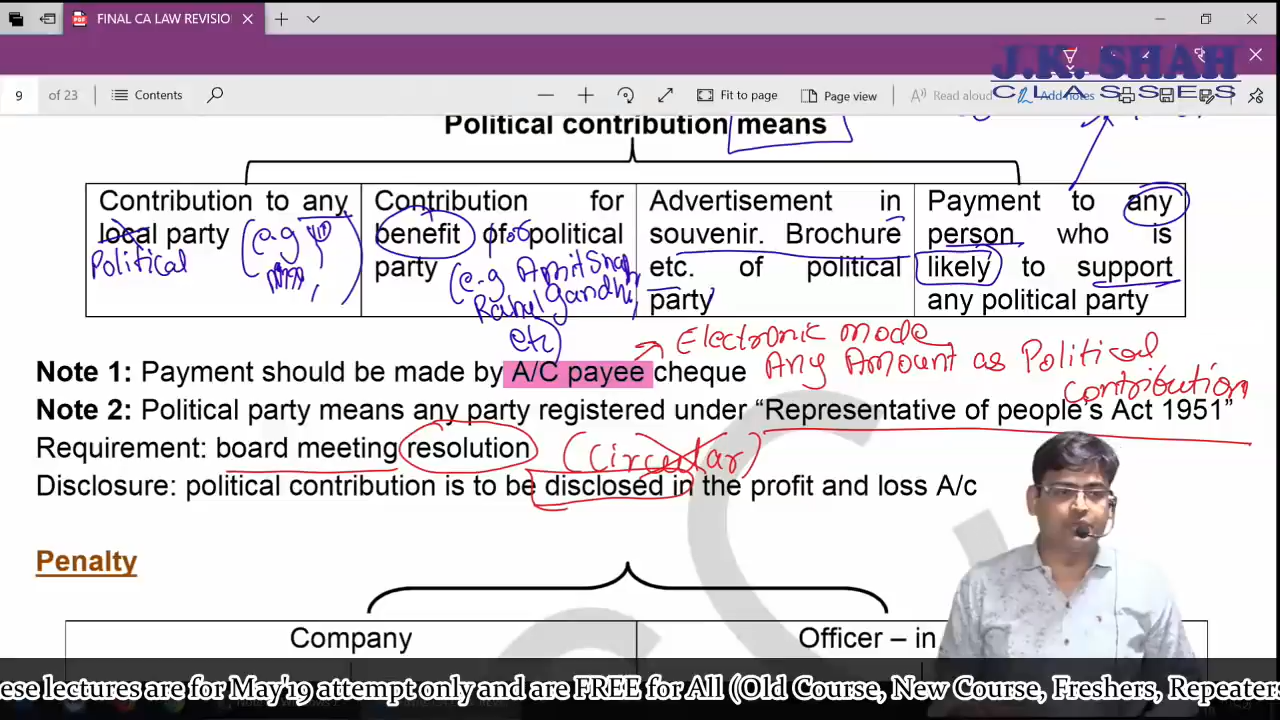 FINAL CA LAW REVISIO
J.K. SHAH
CLASSES
9 of 23 Contents Fit to page Page view Read aloud Add notes
Political contribution means
Contribution to any
local party (e.g
Political
Contribution for
benefit of political
party (e.g Amit Shah,
Rahul Gandhi,
etc)
Advertisement in
souvenir. Brochure
etc. of political
party
Payment to any
person who is
likely to support
any political party
Electronic mode
Any Amount as Political
contribution
Note 1: Payment should be made by A/C payee cheque
Note 2: Political party means any party registered under “Representative of people’s Act 1951”
Requirement: board meeting resolution (Circular)
Disclosure: political contribution is to be disclosed in the profit and loss A/c
Penalty
Company
Officer – in
ese lectures are for May'19 attempt only and are FREE for All (Old Course, New Course, Freshers, Repeaters